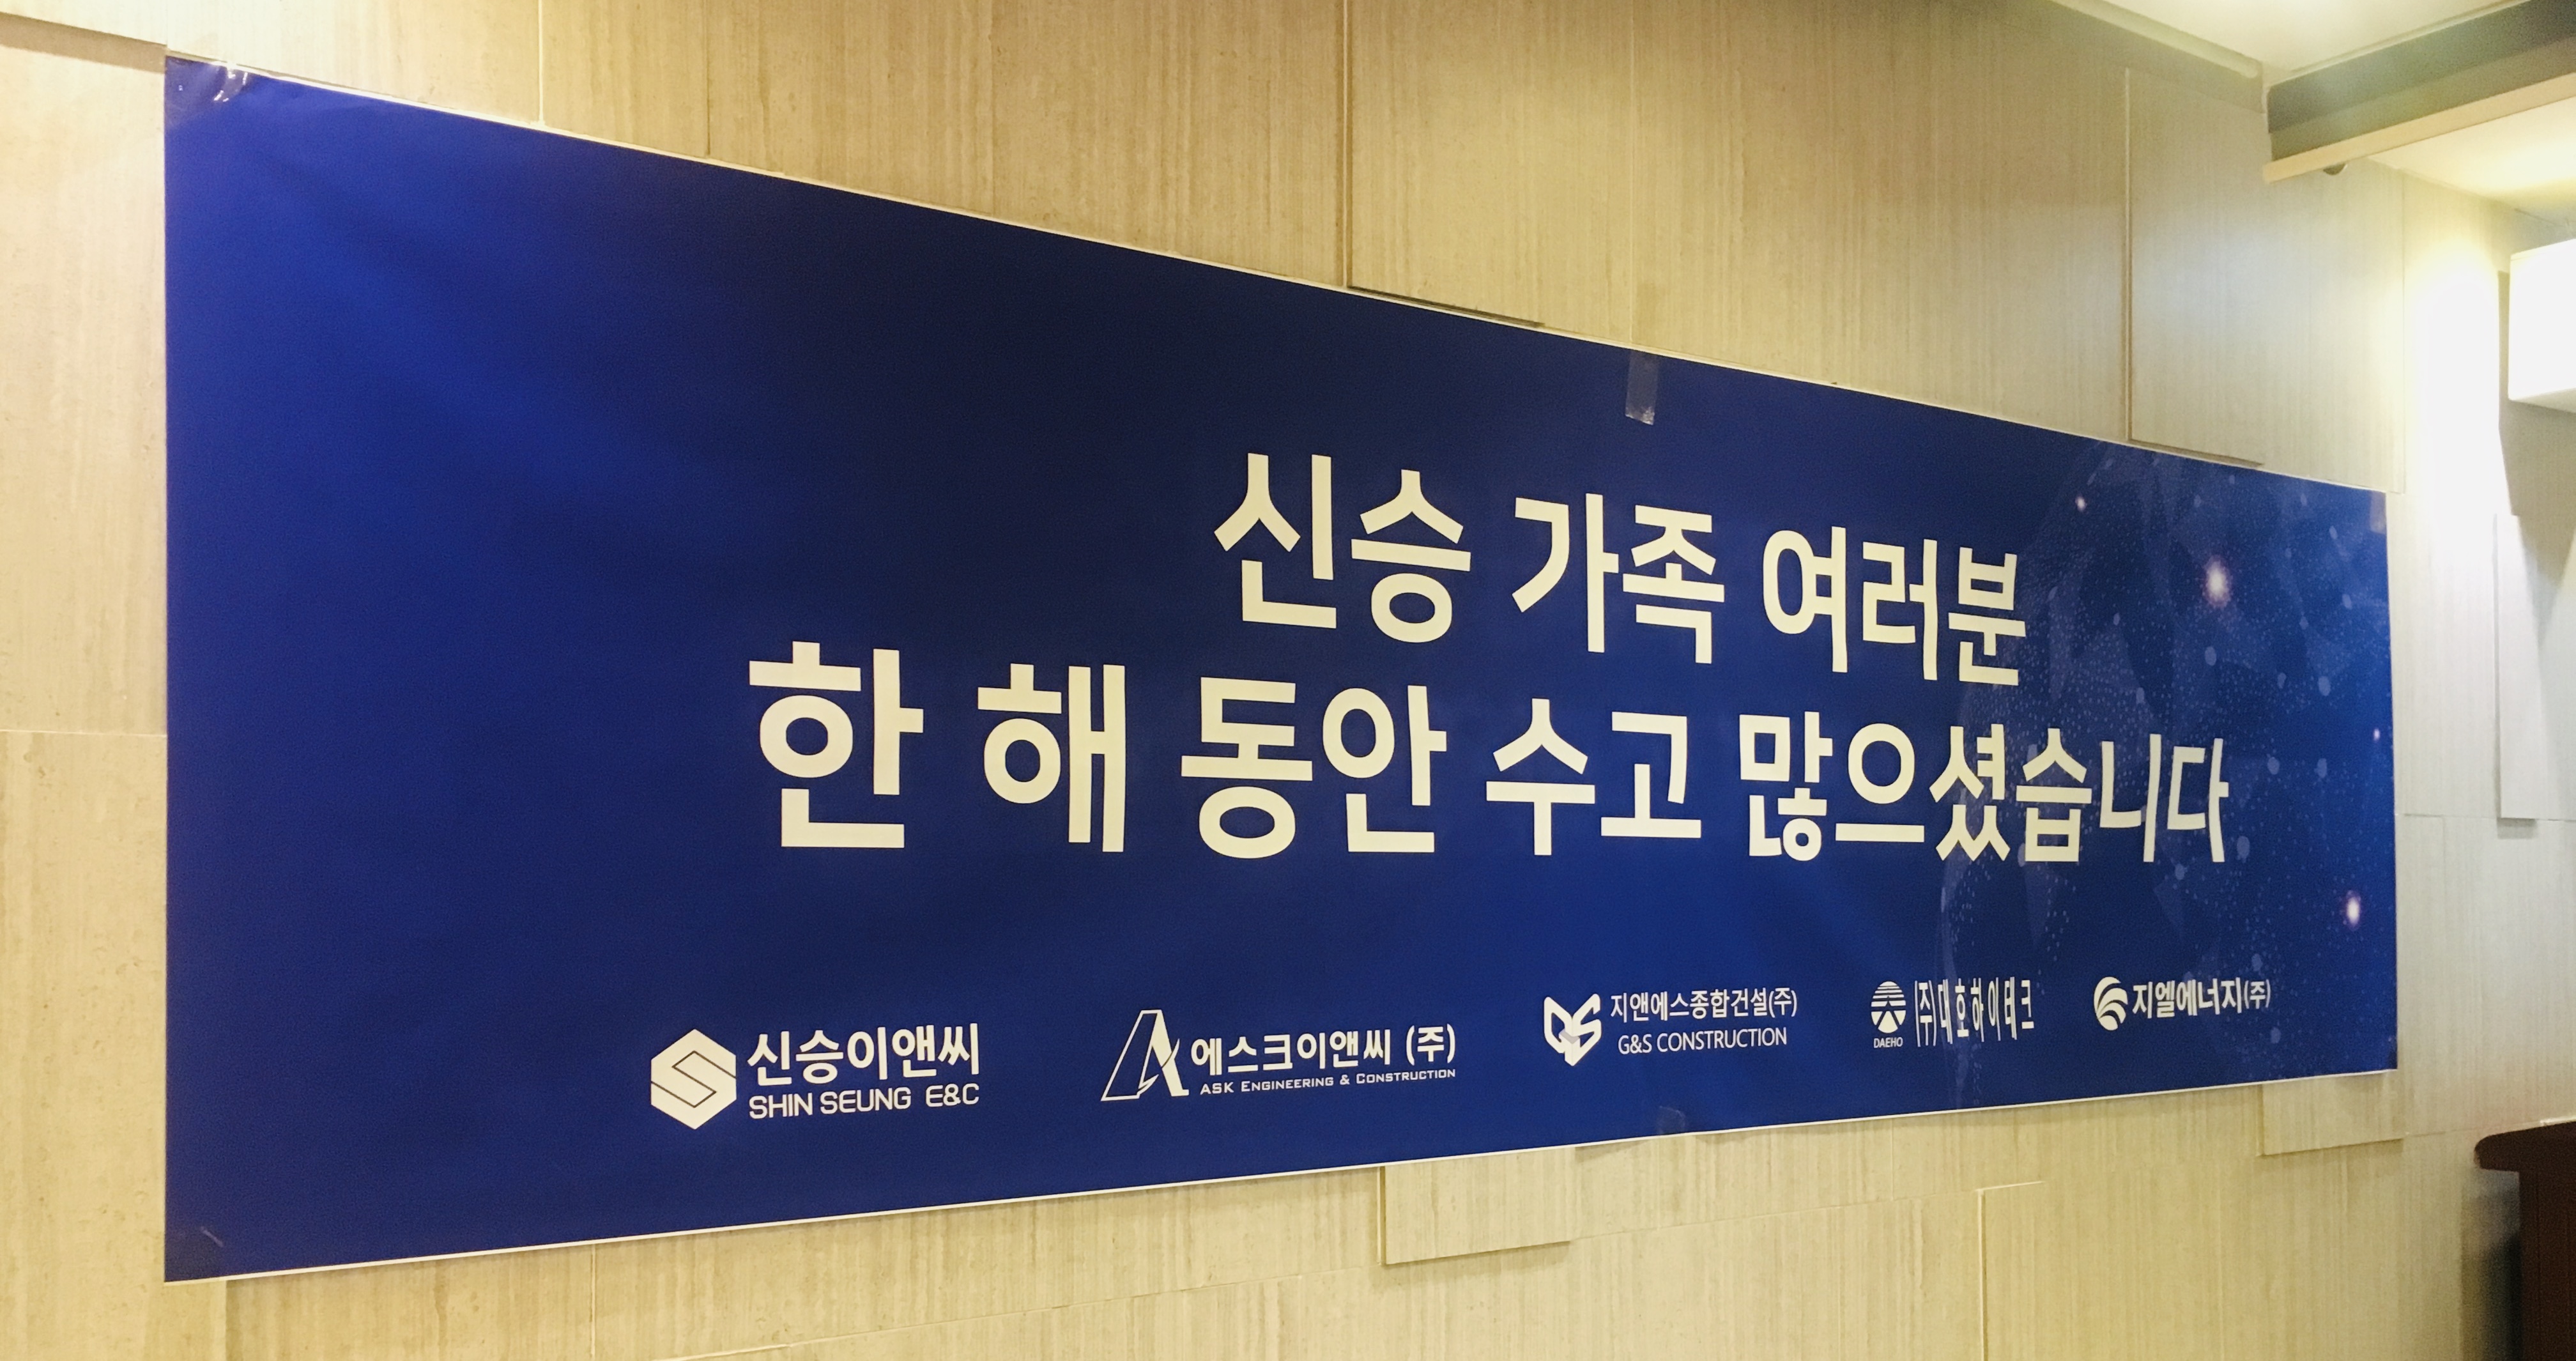 신승 가족 여러분
한 해 동안 수고 많으셨습니다
신승이앤씨
SHIN SEUNG E&C
에스크이앤씨 (주)
ASK ENGINEERING & CONSTRUCTION
지앤에스종합건설(주)
G&S CONSTRUCTION
DAEHO
(주)대호하이테크
지엘에너지(주)